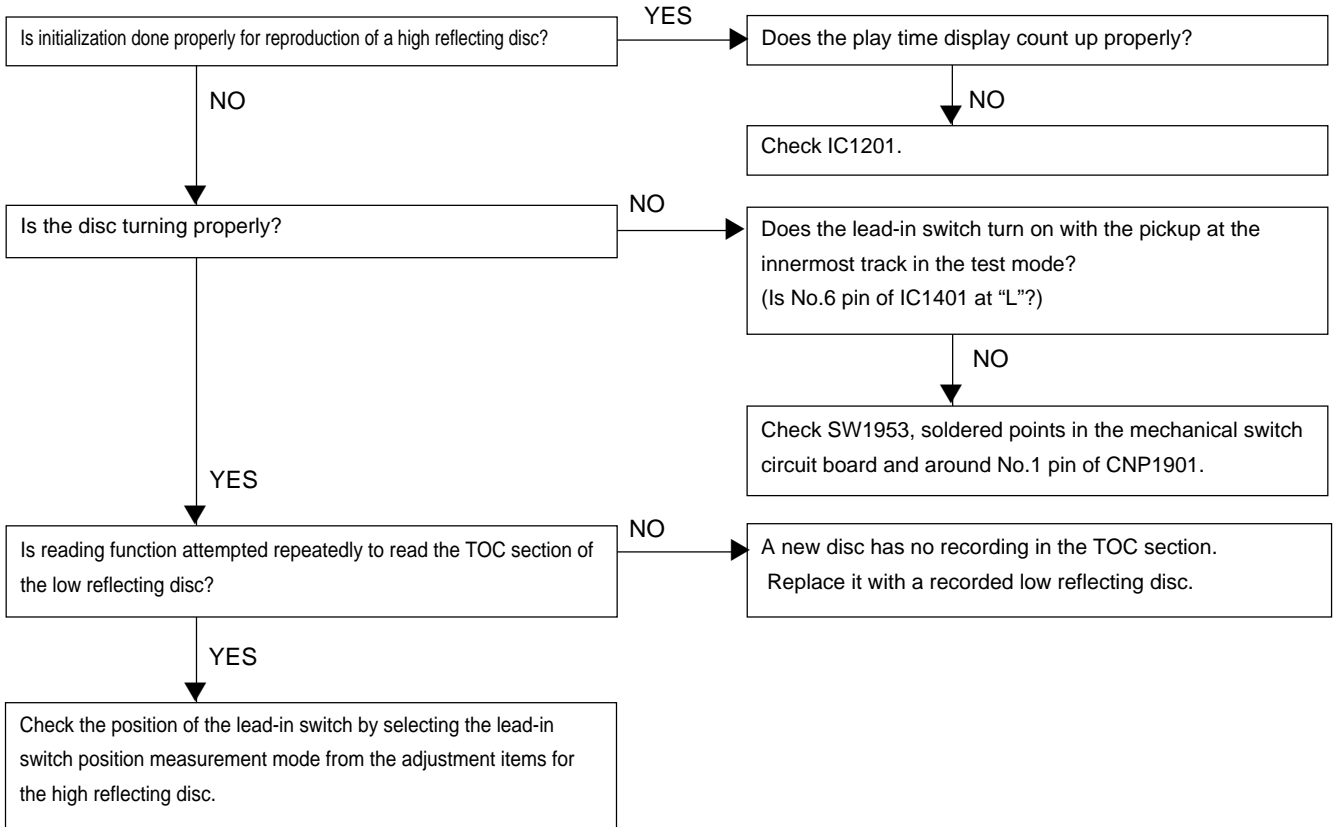 Is initialization done properly for reproduction of a high reflecting disc?
YES
Does the play time display count up properly?
NO
NO
Check IC1201.
Is the disc turning properly?
NO
Does the lead-in switch turn on with the pickup at the
innermost track in the test mode?
(Is No.6 pin of IC1401 at “L”?)
NO
Check SW1953, soldered points in the mechanical switch
circuit board and around No.1 pin of CNP1901.
YES
Is reading function attempted repeatedly to read the TOC section of
the low reflecting disc?
NO
A new disc has no recording in the TOC section.
Replace it with a recorded low reflecting disc.
YES
Check the position of the lead-in switch by selecting the lead-in
switch position measurement mode from the adjustment items for
the high reflecting disc.